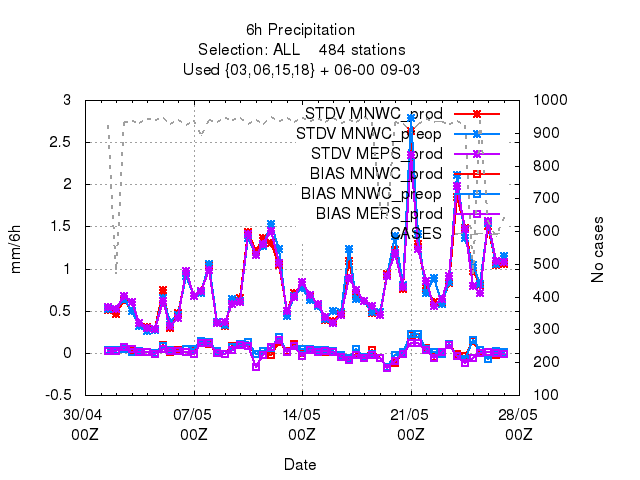 6h Precipitation
Selection: ALL 484 stations
Used {03,06,15,18} + 06-00 09-03
3
2.5
2
1.5
1
0.5
0
-0.5
1000
900
800
700
600
500
400
300
200
100
STDV MNWC_prod
STDV MNWC_preop
STDV MEPS_prod
BIAS MNWC_prod
BIAS MNWC_preop
BIAS MEPS_prod
CASES
mm/6h
No cases
30/04 07/05 14/05 21/05 28/05
00Z 00Z 00Z 00Z 00Z
Date